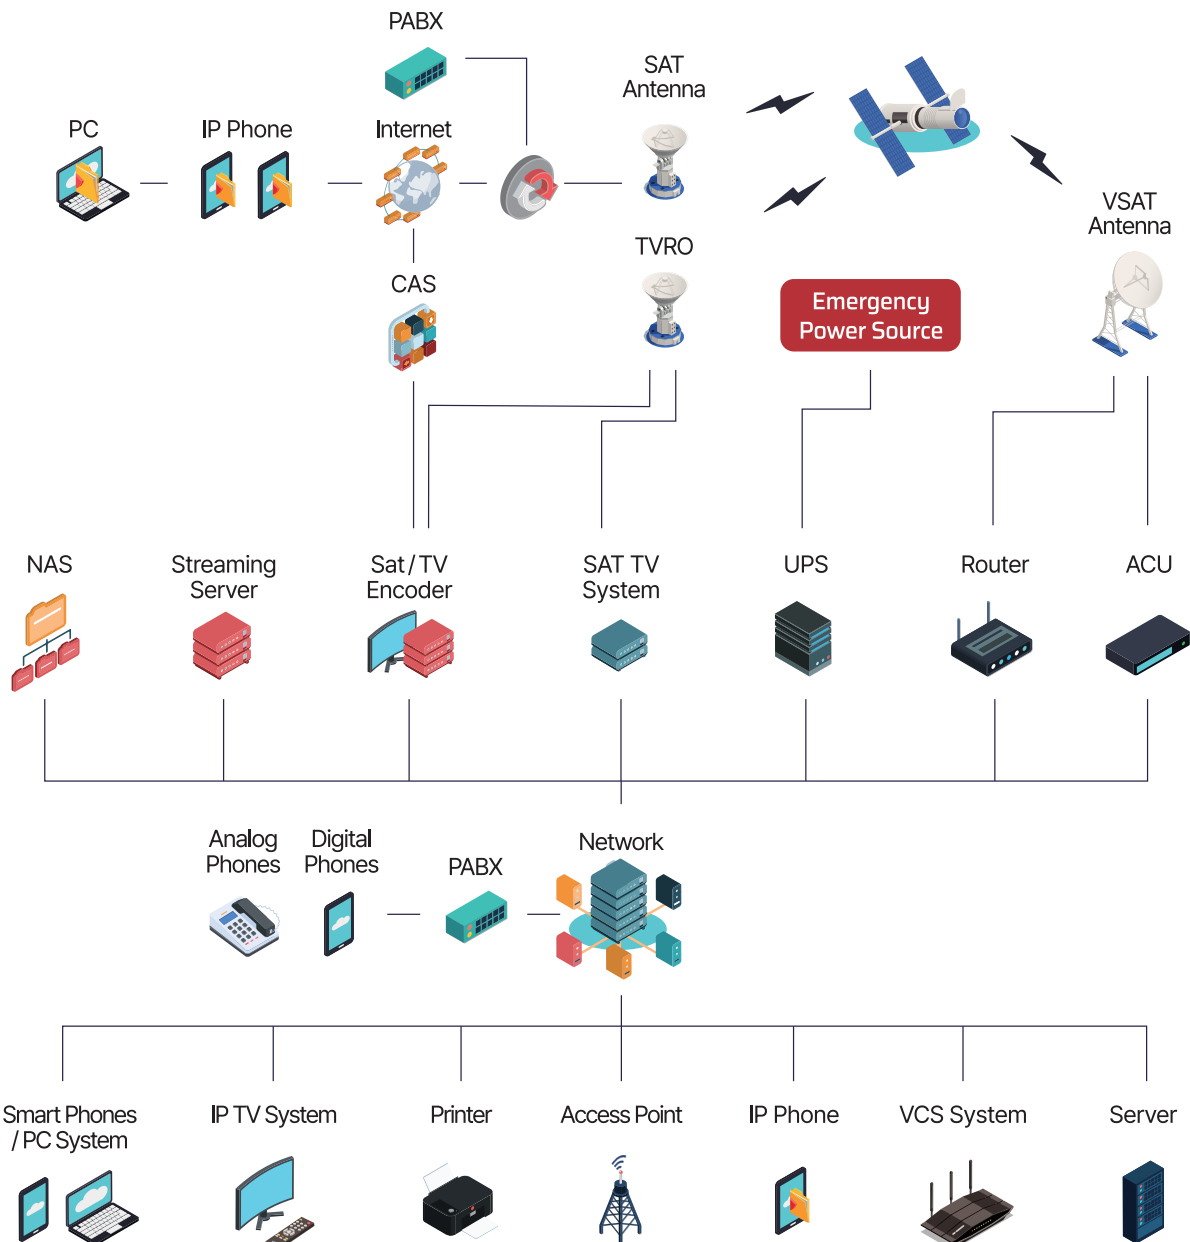 PABX
SAT
Antenna
PC
IP Phone
Internet
VSAT
Antenna
TVRO
CAS
Emergency
Power Source
NAS
Streaming
Server
Sat / TV
Encoder
SAT TV
System
UPS
Router
ACU
Analog
Phones
Digital
Phones
PABX
Network
Smart Phones
/ PC System
IP TV System
Printer
Access Point
IP Phone
VCS System
Server